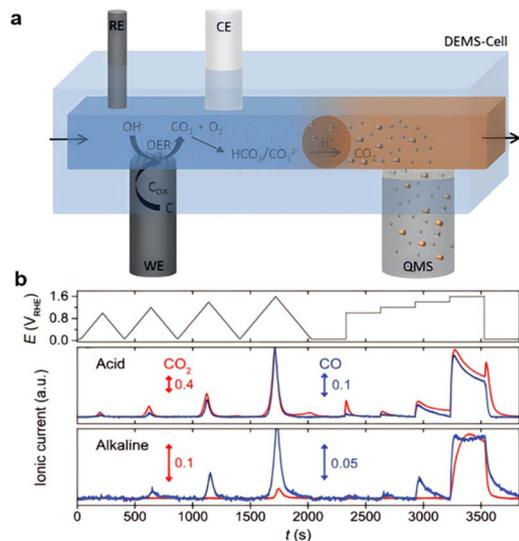 a
RE
CE
DEMS-Cell
OH⁻
CO₂ + O₂
OER
HCO₃⁻/CO₃²⁻
H⁺
CO₂
Cₒₓ
C
WE
QMS
b
E (V_RHE)
1.6
0.8
0.0
Acid
CO₂
0.4
CO
0.1
Ionic current (a.u.)
Alkaline
0.1
0.05
0 500 1000 1500 2000 2500 3000 3500
t (s)